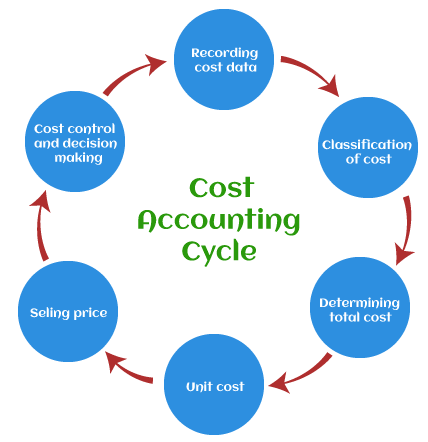 Recording
cost data
Classification
of cost
Determining
total cost
Unit cost
Seling price
Cost control
and decision
making
Cost
Accounting
Cycle